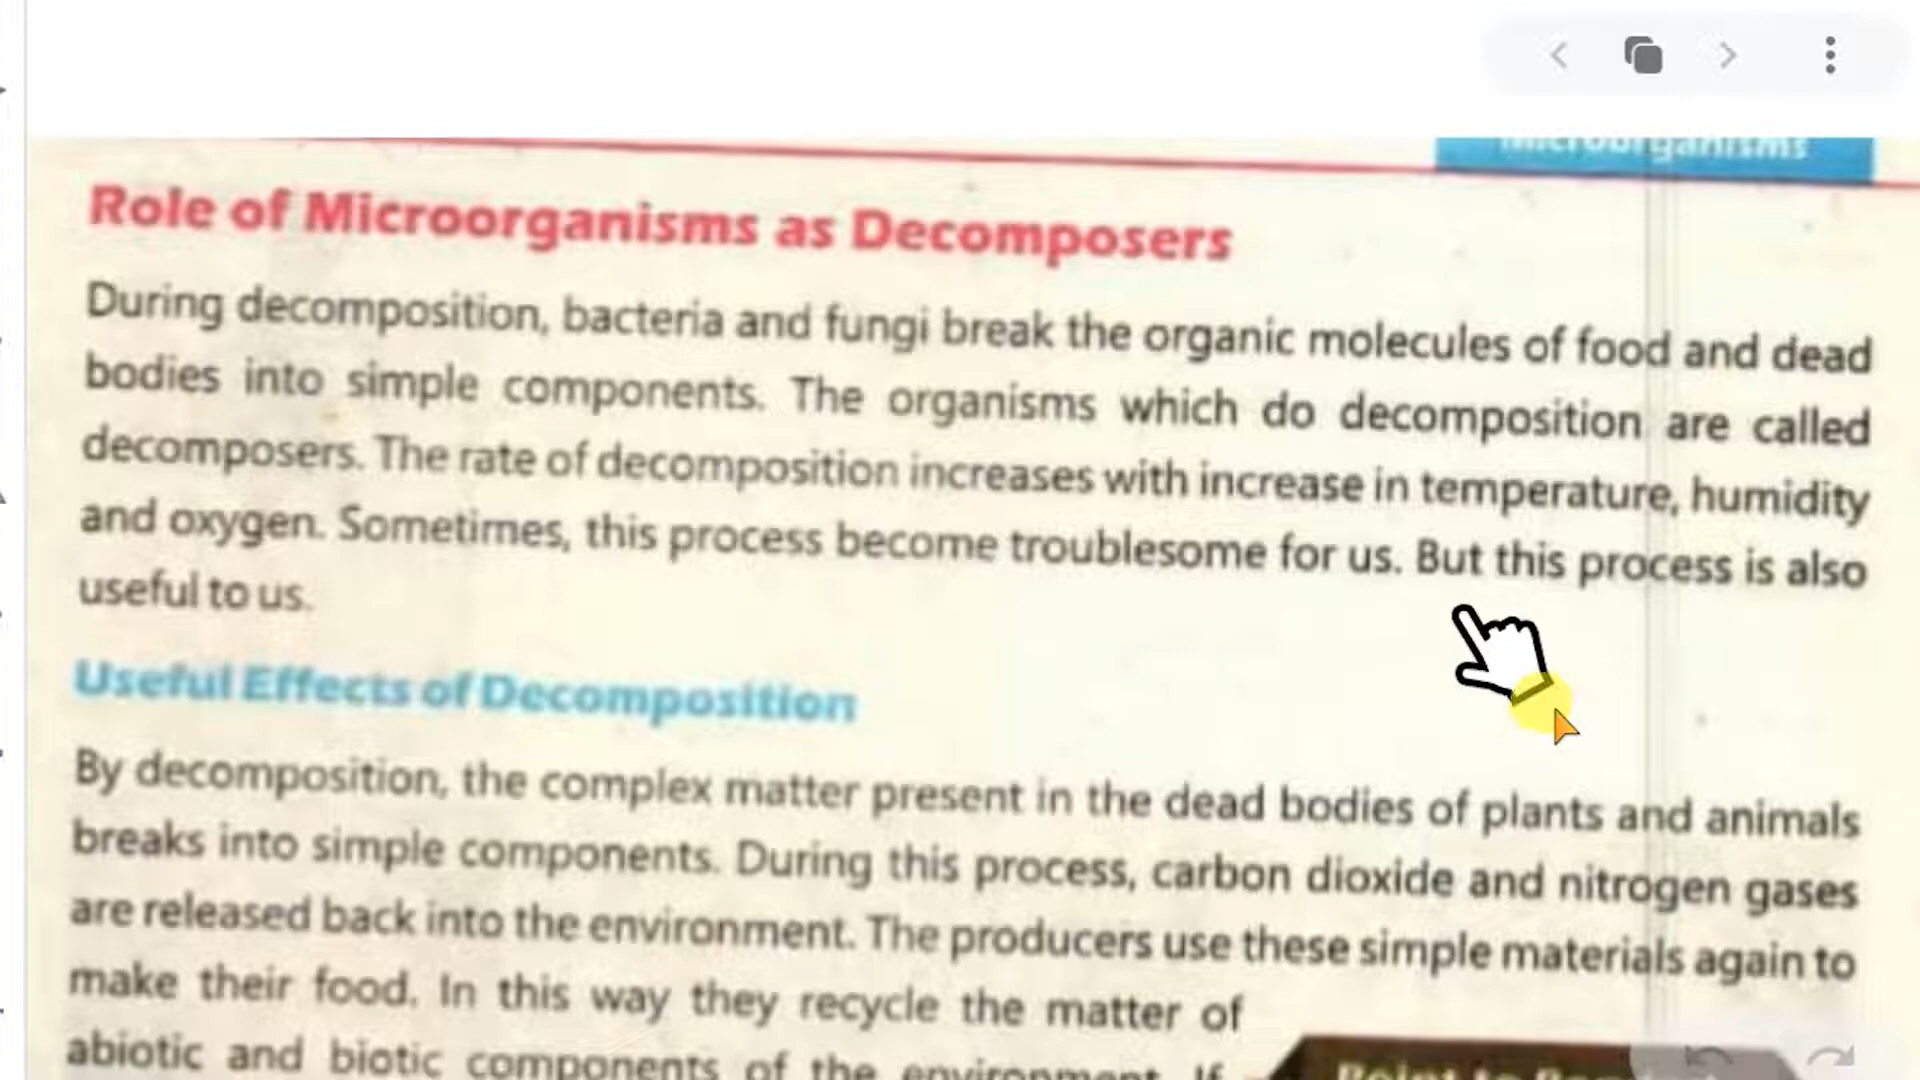 Microorganisms
Role of Microorganisms as Decomposers
During decomposition, bacteria and fungi break the organic molecules of food and dead
bodies into simple components. The organisms which do decomposition are called
decomposers. The rate of decomposition increases with increase in temperature, humidity
and oxygen. Sometimes, this process become troublesome for us. But this process is also
useful to us.
Useful Effects of Decomposition
By decomposition, the complex matter present in the dead bodies of plants and animals
breaks into simple components. During this process, carbon dioxide and nitrogen gases
are released back into the environment. The producers use these simple materials again to
make their food. In this way they recycle the matter of
abiotic and biotic components of the environment. If
Point to